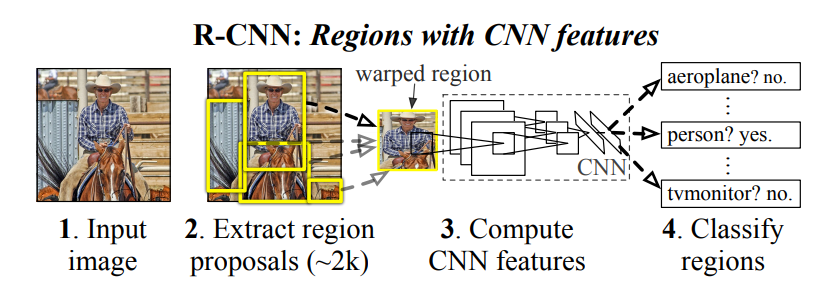 R-CNN: Regions with CNN features
warped region
aeroplane? no.
person? yes.
tvmonitor? no.
CNN
1. Input
image
2. Extract region
proposals (~2k)
3. Compute
CNN features
4. Classify
regions